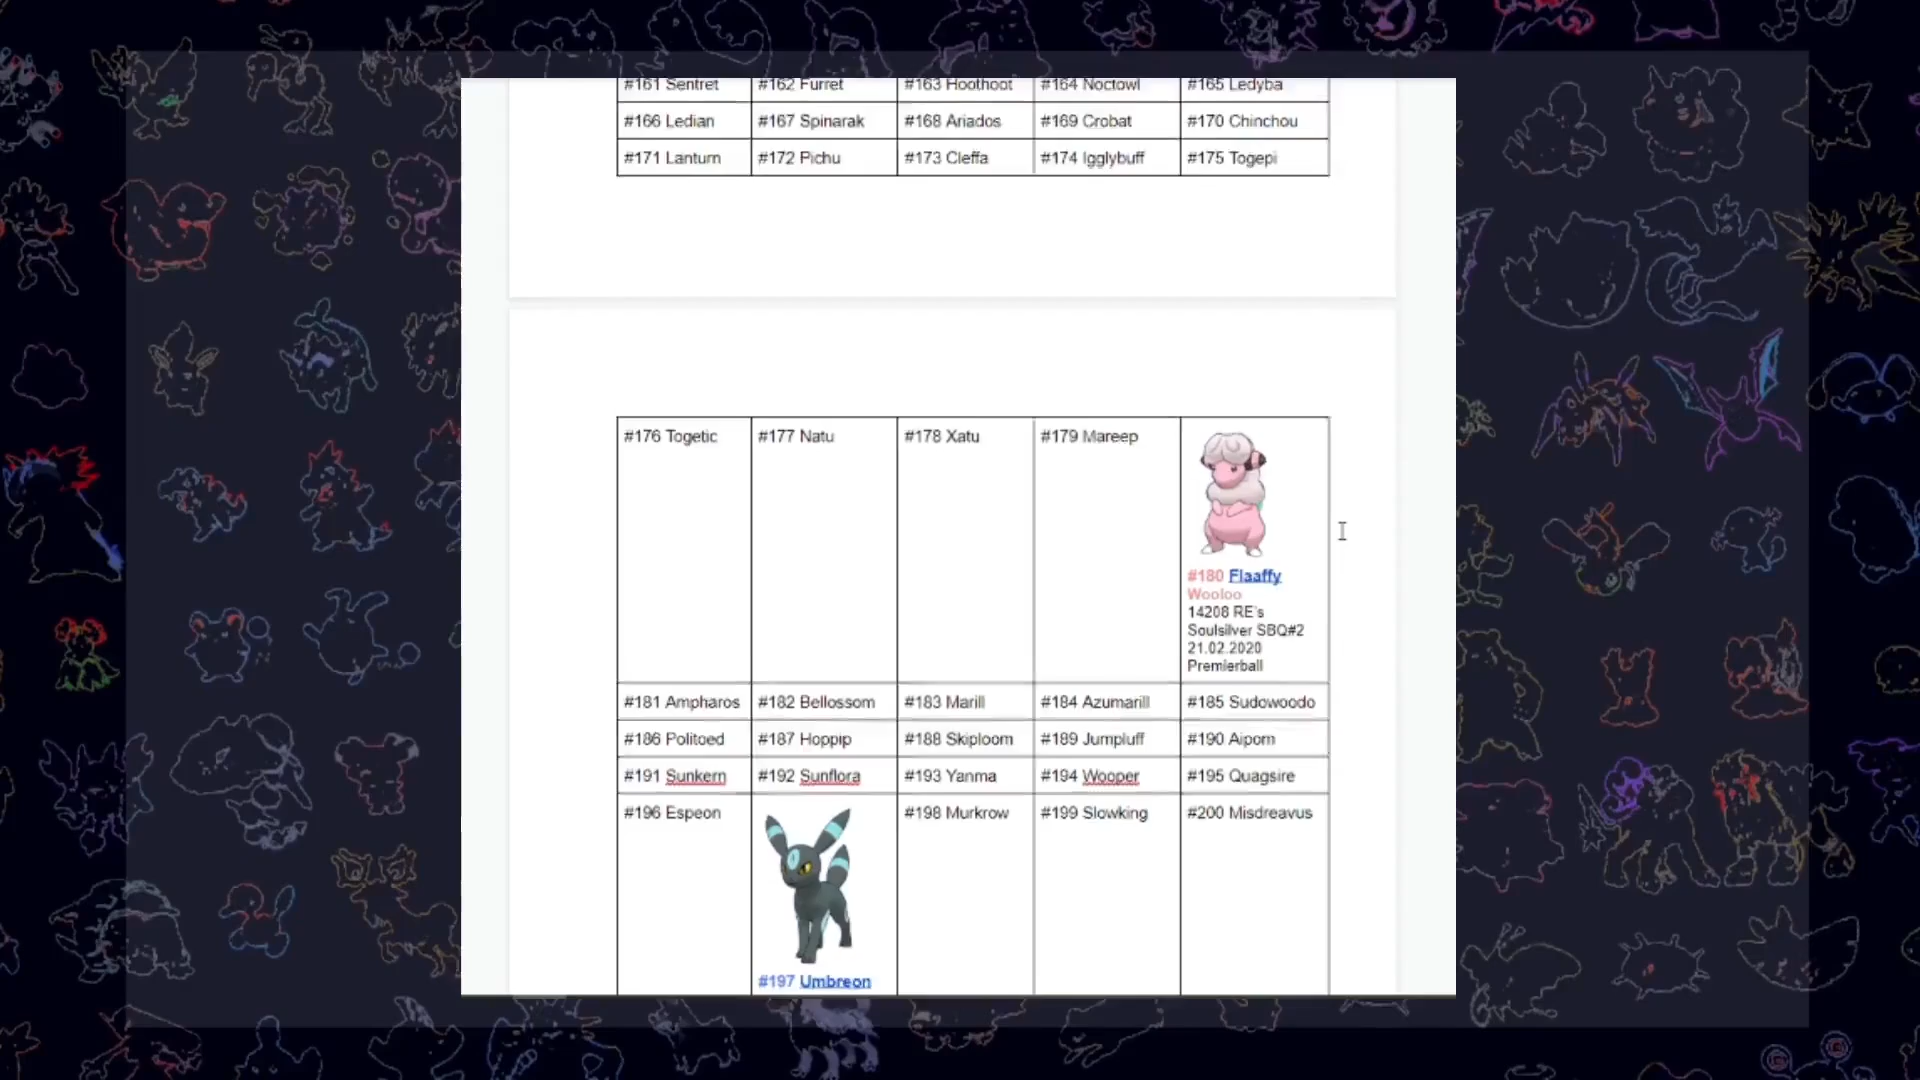 #161 Sentret #162 Furret #163 Hoothoot #164 Noctowl #165 Ledyba
#166 Ledian #167 Spinarak #168 Ariados #169 Crobat #170 Chinchou
#171 Lanturn #172 Pichu #173 Cleffa #174 Igglybuff #175 Togepi
#176 Togetic #177 Natu #178 Xatu #179 Mareep
#180 Flaaffy
Wooloo
14208 RE's
Soulsilver SBQ#2
21.02.2020
Premierball
#181 Ampharos #182 Bellossom #183 Marill #184 Azumarill #185 Sudowoodo
#186 Politoed #187 Hoppip #188 Skiploom #189 Jumpluff #190 Aipom
#191 Sunkern #192 Sunflora #193 Yanma #194 Wooper #195 Quagsire
#196 Espeon #198 Murkrow #199 Slowking #200 Misdreavus
#197 Umbreon